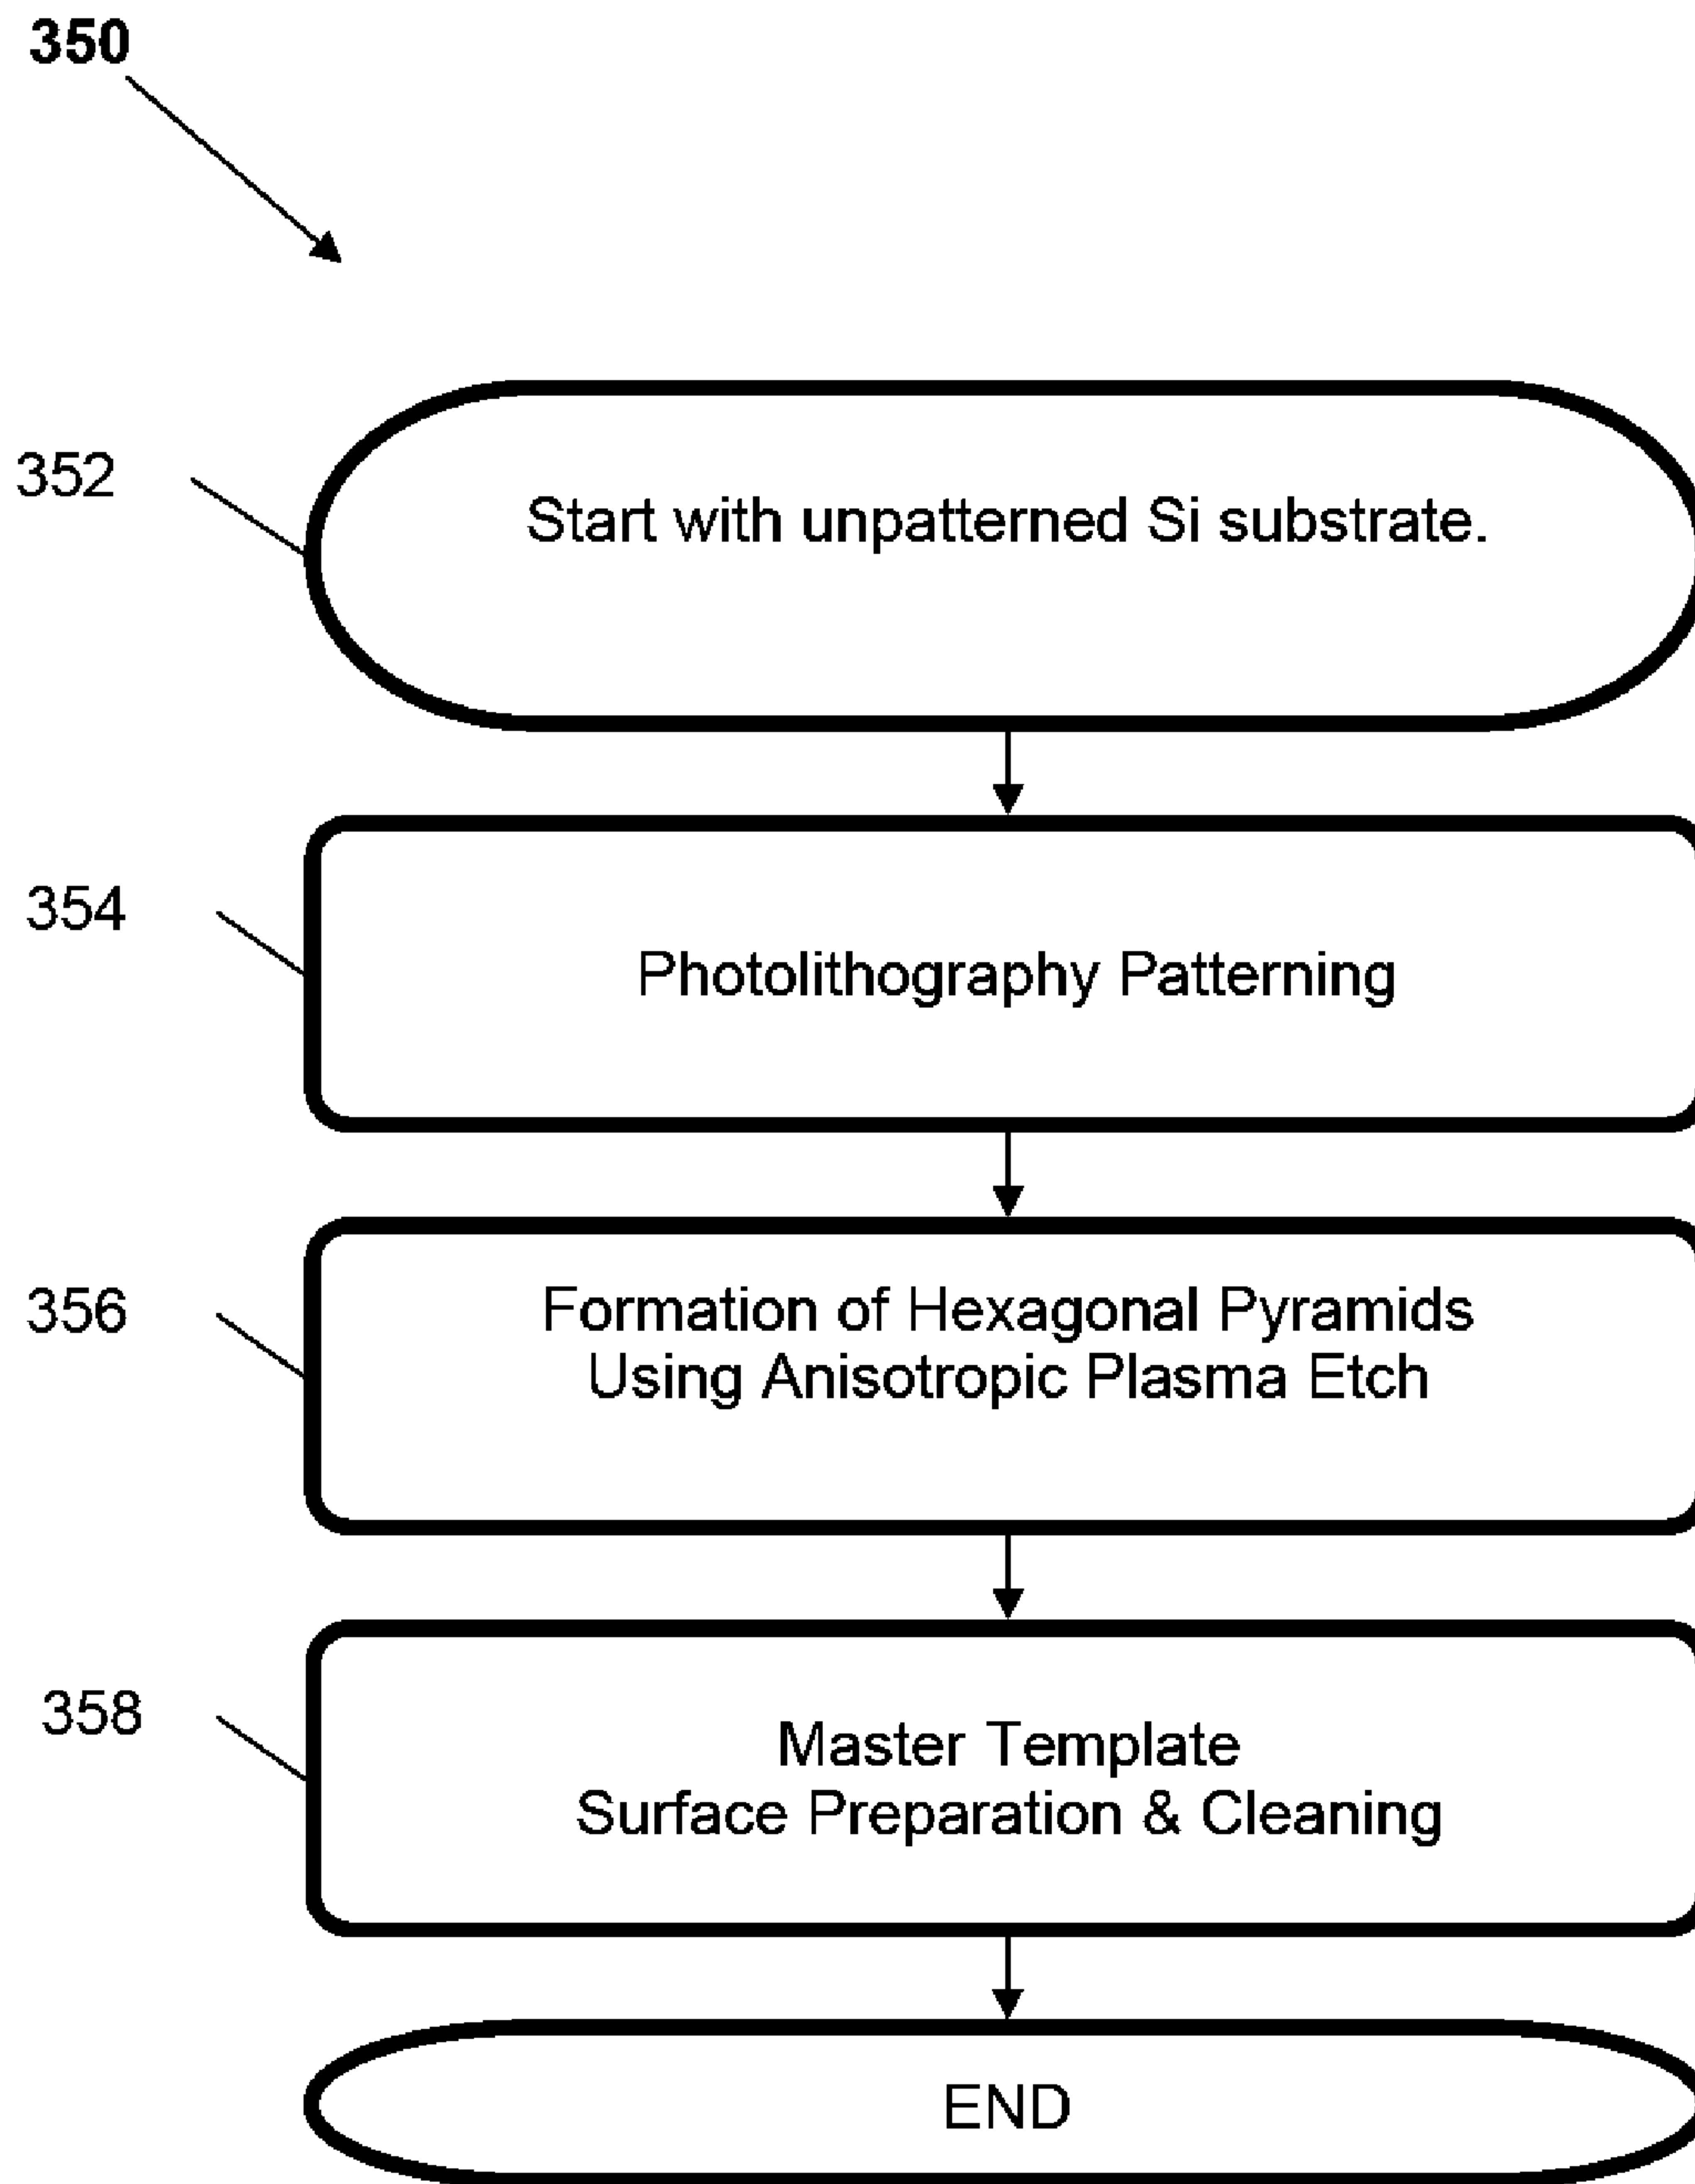 350
352
Start with unpatterned Si substrate.
354
Photolithography Patterning
356
Formation of Hexagonal Pyramids
Using Anisotropic Plasma Etch
358
Master Template
Surface Preparation & Cleaning
END